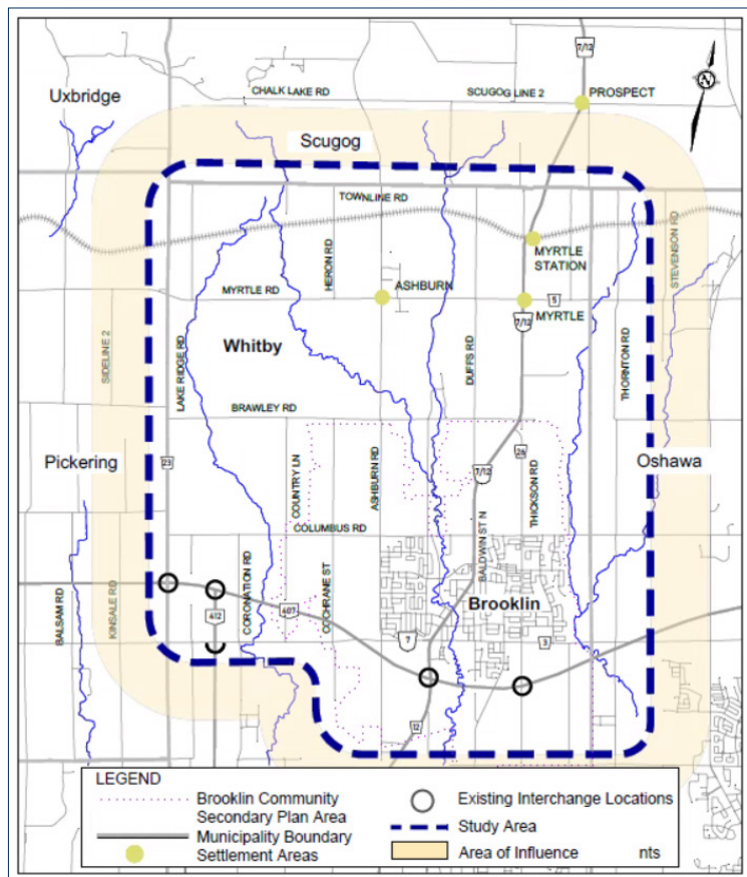 7/12
CHALK LAKE RD
SCUGOG LINE 2
PROSPECT
N
Uxbridge
Scugog
TOWNLINE RD
HERON RD
MYRTLE
STATION
STEVENSON RD
MYRTLE RD
ASHBURN
5
MYRTLE
7/12
SIDELINE 2
LAKE RIDGE RD
Whitby
DUFFS RD
THORNTON RD
BRAWLEY RD
Pickering
23
COUNTRY LN
ASHBURN RD
7/12
26
THICKSON RD
Oshawa
COLUMBUS RD
BALDWIN ST N
BALSAM RD
KINSALE RD
412
CORONATION RD
407
COCHRANE ST
Brooklin
7
3
12
LEGEND
Brooklin Community
Secondary Plan Area
Municipality Boundary
Settlement Areas
Existing Interchange Locations
Study Area
Area of Influence
nts